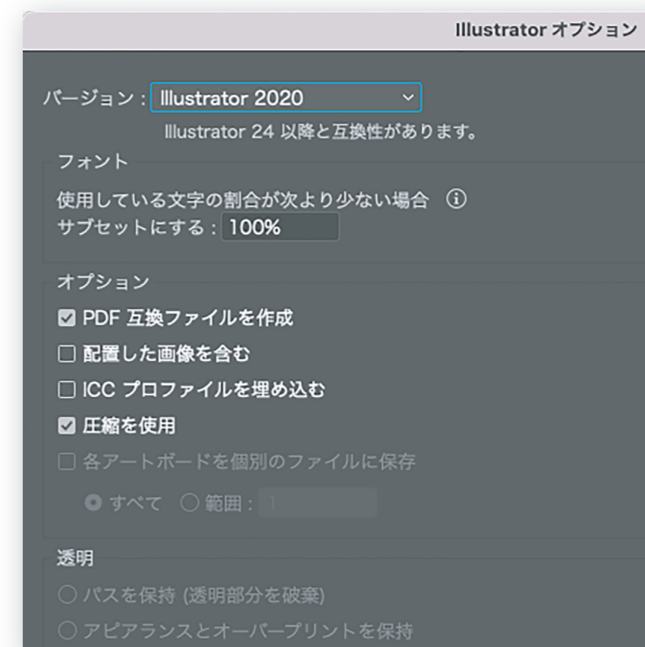 Illustrator オプション
バージョン : Illustrator 2020
Illustrator 24 以降と互換性があります。
フォント
使用している文字の割合が次より少ない場合
サブセットにする : 100%
オプション
PDF 互換ファイルを作成
配置した画像を含む
ICC プロファイルを埋め込む
圧縮を使用
各アートボードを個別のファイルに保存
すべて 範囲 : 1
透明
パスを保持 (透明部分を破棄)
アピアランスとオーバープリントを保持